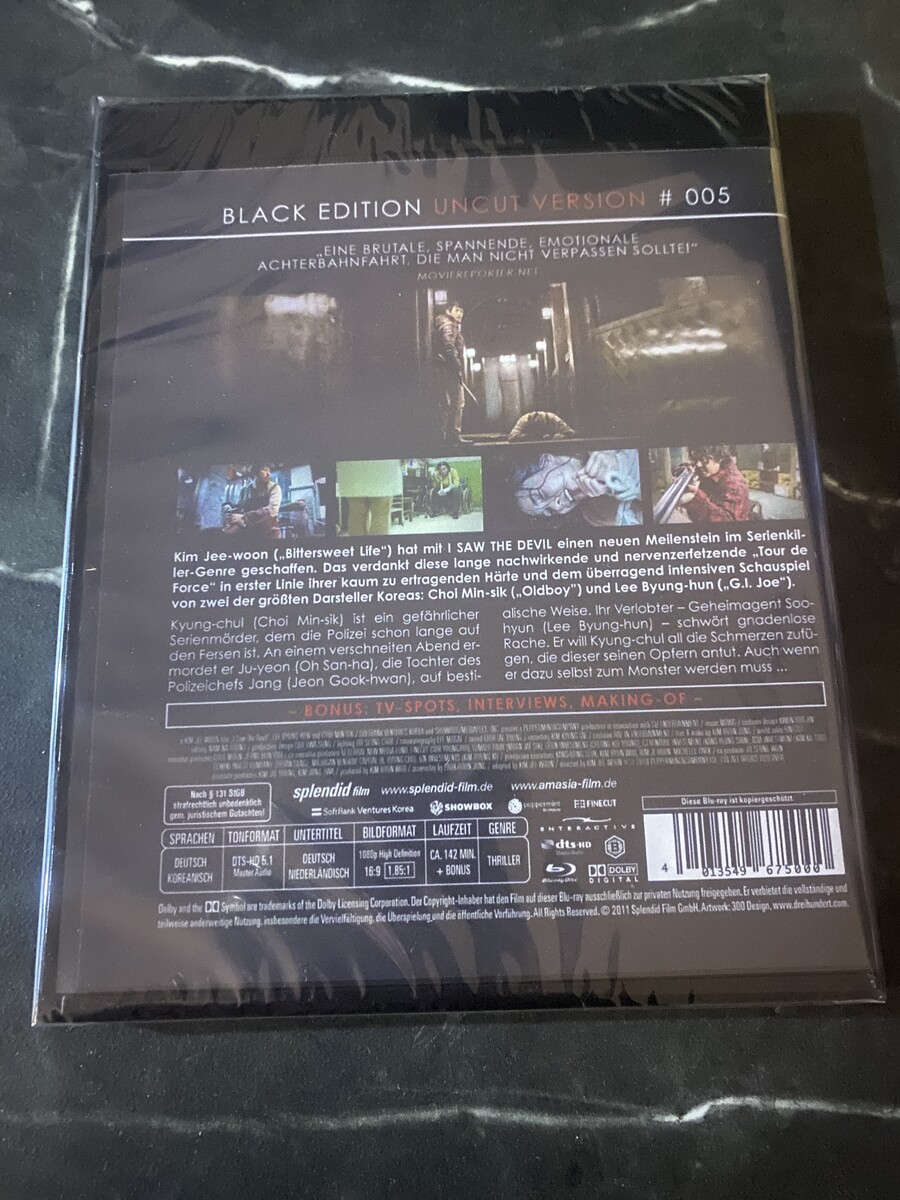 BLACK EDITION UNCUT VERSION # 005
„EINE BRUTALE, SPANNENDE, EMOTIONALE
ACHTERBAHNFAHRT, DIE MAN NICHT VERPASSEN SOLLTE!“
MOVIEREPORTER.NET
Kim Jee-woon („Bittersweet Life“) hat mit I SAW THE DEVIL einen neuen Meilenstein im Serienkil-
ler-Genre geschaffen. Das verdankt diese lange nachwirkende und nervenzerfetzende „Tour de
Force“ in erster Linie ihrer kaum zu ertragenden Härte und dem überragend intensiven Schauspiel
von zwei der größten Darsteller Koreas: Choi Min-sik („Oldboy“) und Lee Byung-hun („G.I. Joe“).
Kyung-chul (Choi Min-sik) ist ein gefährlicher
Serienmörder, dem die Polizei schon lange auf
den Fersen ist. An einem verschneiten Abend er-
mordet er Ju-yeon (Oh San-ha), die Tochter des
Polizeichefs Jang (Jeon Gook-hwan), auf besti-
alische Weise. Ihr Verlobter – Geheimagent Soo-
hyun (Lee Byung-hun) – schwört gnadenlose
Rache. Er will Kyung-chul all die Schmerzen zufü-
gen, die dieser seinen Opfern antut. Auch wenn
er dazu selbst zum Monster werden muss ...
– BONUS: TV-SPOTS, INTERVIEWS, MAKING-OF –
Nach § 131 StGB
strafrechtlich unbedenklich
gem. juristischem Gutachten!
splendid film www.splendid-film.de www.amasia-film.de
SoftBank Ventures Korea SHOWBOX peppermint FINECUT
INTERACTIVE
SPRACHEN TONFORMAT UNTERTITEL BILDFORMAT LAUFZEIT GENRE
DEUTSCH
KOREANISCH
DTS-HD 5.1
Master Audio
DEUTSCH
NIEDERLÄNDISCH
1080p High Definition
16:9 1.85:1
CA. 142 MIN.
+ BONUS
THRILLER
dts-HD
Master Audio
Blu-ray Disc
DOLBY
DIGITAL
Diese Blu-ray ist kopiergeschützt.
4 013549 675000
Dolby and the Symbol are trademarks of the Dolby Licensing Corporation. Der Copyright-Inhaber hat den Film auf dieser Blu-ray ausschließlich zur privaten Nutzung freigegeben. Er verbietet die vollständige und
teilweise anderweitige Nutzung, insbesondere die Vervielfältigung, die Überspielung und die öffentliche Vorführung. All Rights Reserved. © 2011 Splendid Film GmbH. Artwork: 300 Design, www.dreihundert.com.